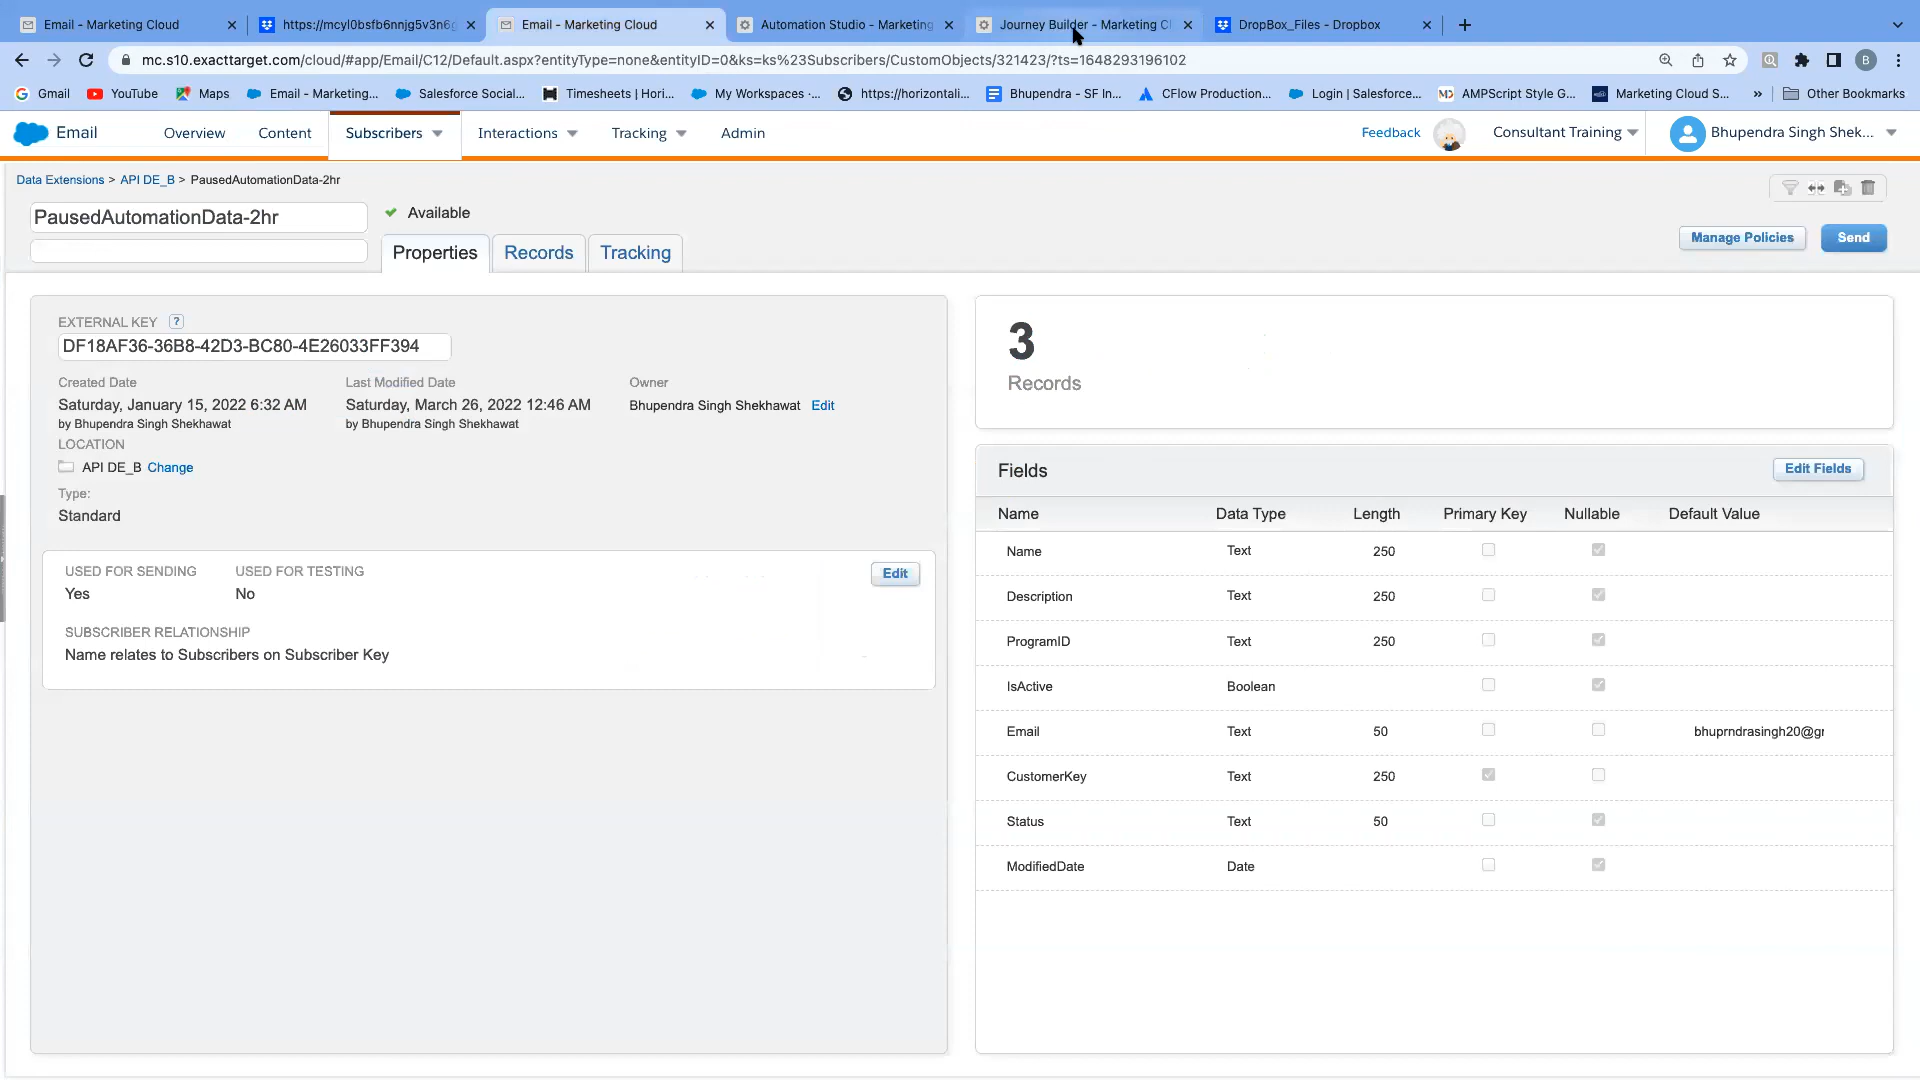 Email - Marketing Cloud
https://mcyl0bsfb6nnjg5v3n6g
Email - Marketing Cloud
Automation Studio - Marketing
Journey Builder - Marketing Cl
DropBox_Files - Dropbox
mc.s10.exacttarget.com/cloud/#app/Email/C12/Default.aspx?entityType=none&entityID=0&ks=ks%23Subscribers/CustomObjects/321423/?ts=1648293196102
B
Gmail
YouTube
Maps
Email - Marketing...
Salesforce Social...
Timesheets | Hori...
My Workspaces -...
https://horizontali...
Bhupendra - SF In...
CFlow Production...
Login | Salesforce...
AMPScript Style G...
Marketing Cloud S...
»
Other Bookmarks
Email
Overview
Content
Subscribers
Interactions
Tracking
Admin
Feedback
Consultant Training
Bhupendra Singh Shek...
Data Extensions > API DE_B > PausedAutomationData-2hr
PausedAutomationData-2hr
Available
Properties
Records
Tracking
Manage Policies
Send
EXTERNAL KEY ?
DF18AF36-36B8-42D3-BC80-4E26033FF394
Created Date
Saturday, January 15, 2022 6:32 AM
by Bhupendra Singh Shekhawat
Last Modified Date
Saturday, March 26, 2022 12:46 AM
by Bhupendra Singh Shekhawat
Owner
Bhupendra Singh Shekhawat Edit
LOCATION
API DE_B Change
Type:
Standard
USED FOR SENDING
Yes
USED FOR TESTING
No
Edit
SUBSCRIBER RELATIONSHIP
Name relates to Subscribers on Subscriber Key
3
Records
Fields
Edit Fields
Name Data Type Length Primary Key Nullable Default Value
Name Text 250
Description Text 250
ProgramID Text 250
IsActive Boolean
Email Text 50 bhuprndrasingh20@gr
CustomerKey Text 250
Status Text 50
ModifiedDate Date